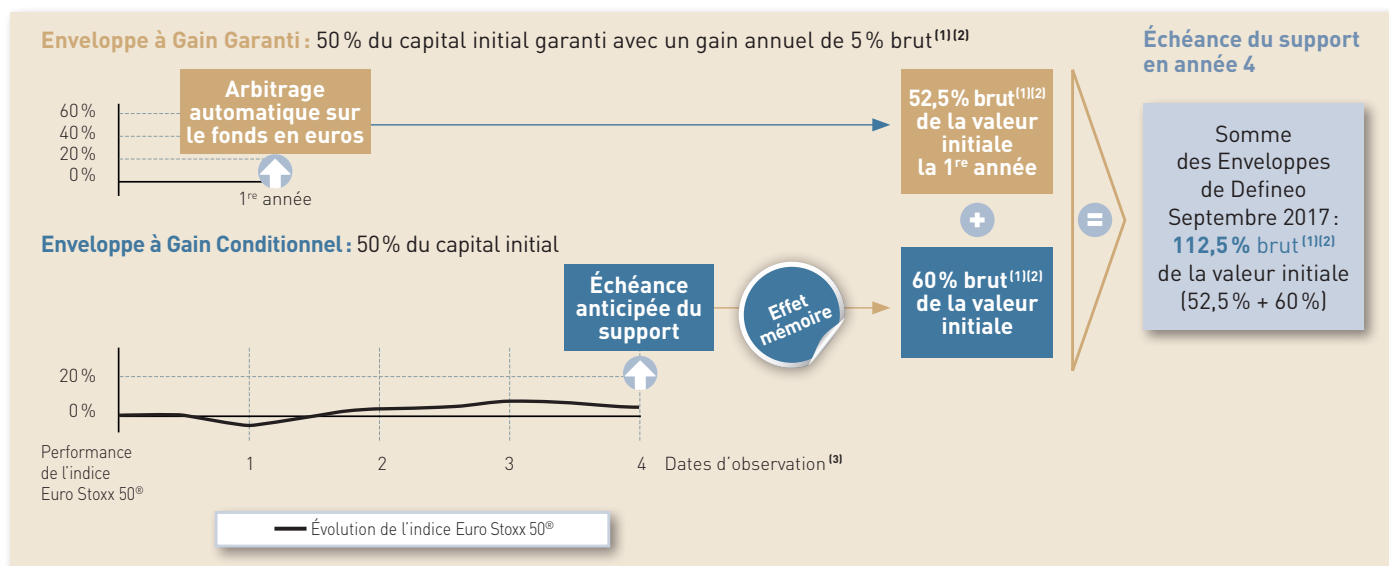 Enveloppe à Gain Garanti : 50 % du capital initial garanti avec un gain annuel de 5 % brut(1)(2)
60 %
40 %
20 %
0 %
Arbitrage
automatique sur
le fonds en euros
1re année
52,5 % brut(1)(2)
de la valeur
initiale
la 1re année
+
Enveloppe à Gain Conditionnel : 50 % du capital initial
Échéance
anticipée du
support
Effet
mémoire
60 % brut(1)(2)
de la valeur
initiale
=
Échéance du support
en année 4
Somme
des Enveloppes
de Defineo
Septembre 2017 :
112,5 % brut(1)(2)
de la valeur initiale
(52,5 % + 60 %)
20 %
0 %
Performance
de l’indice
Euro Stoxx 50®
1 2 3 4 Dates d’observation(3)
Évolution de l’indice Euro Stoxx 50®